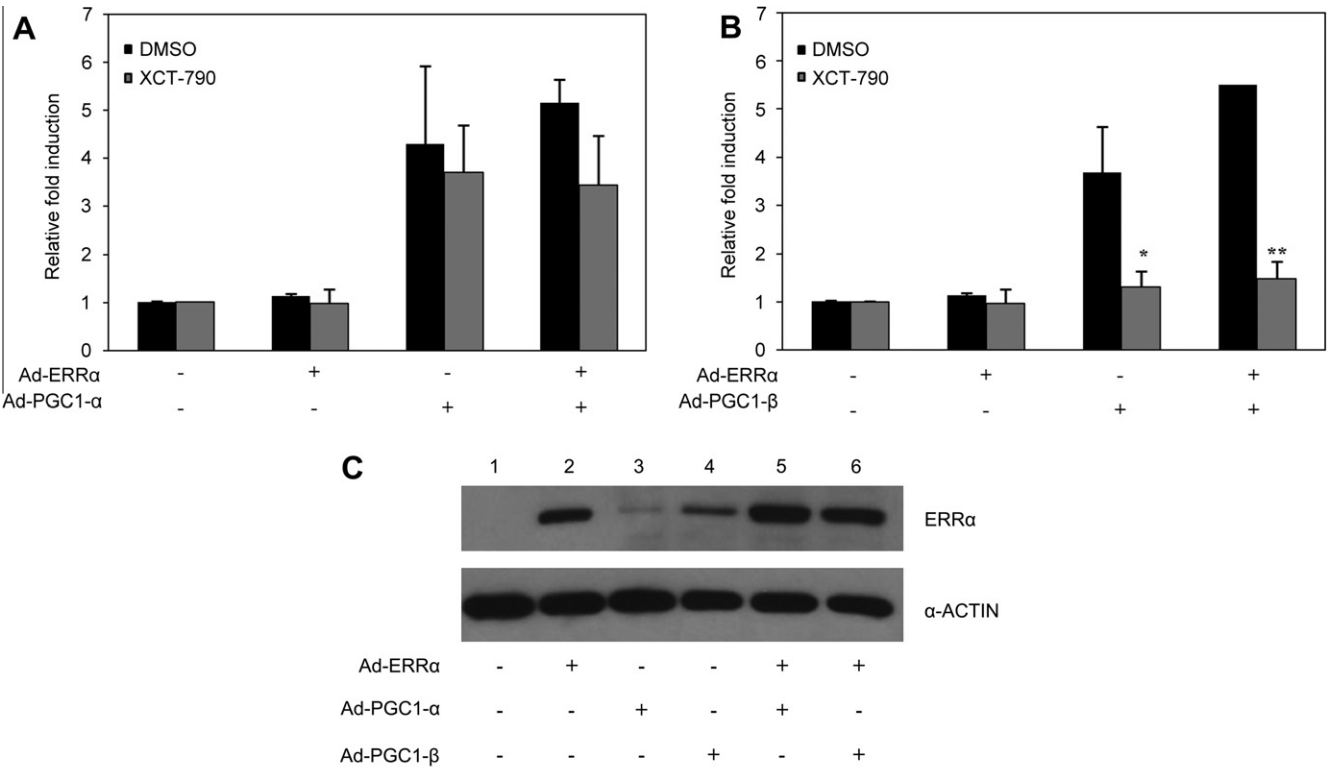 A
Relative fold induction
7
6
5
4
3
2
1
0
DMSO
XCT-790
Ad-ERRα - + - +
Ad-PGC1-α - - + +
B
Relative fold induction
7
6
5
4
3
2
1
0
DMSO
XCT-790
*
**
Ad-ERRα - + - +
Ad-PGC1-β - - + +
C
1 2 3 4 5 6
ERRα
α-ACTIN
Ad-ERRα - + - - + +
Ad-PGC1-α - - + - + -
Ad-PGC1-β - - - + - +